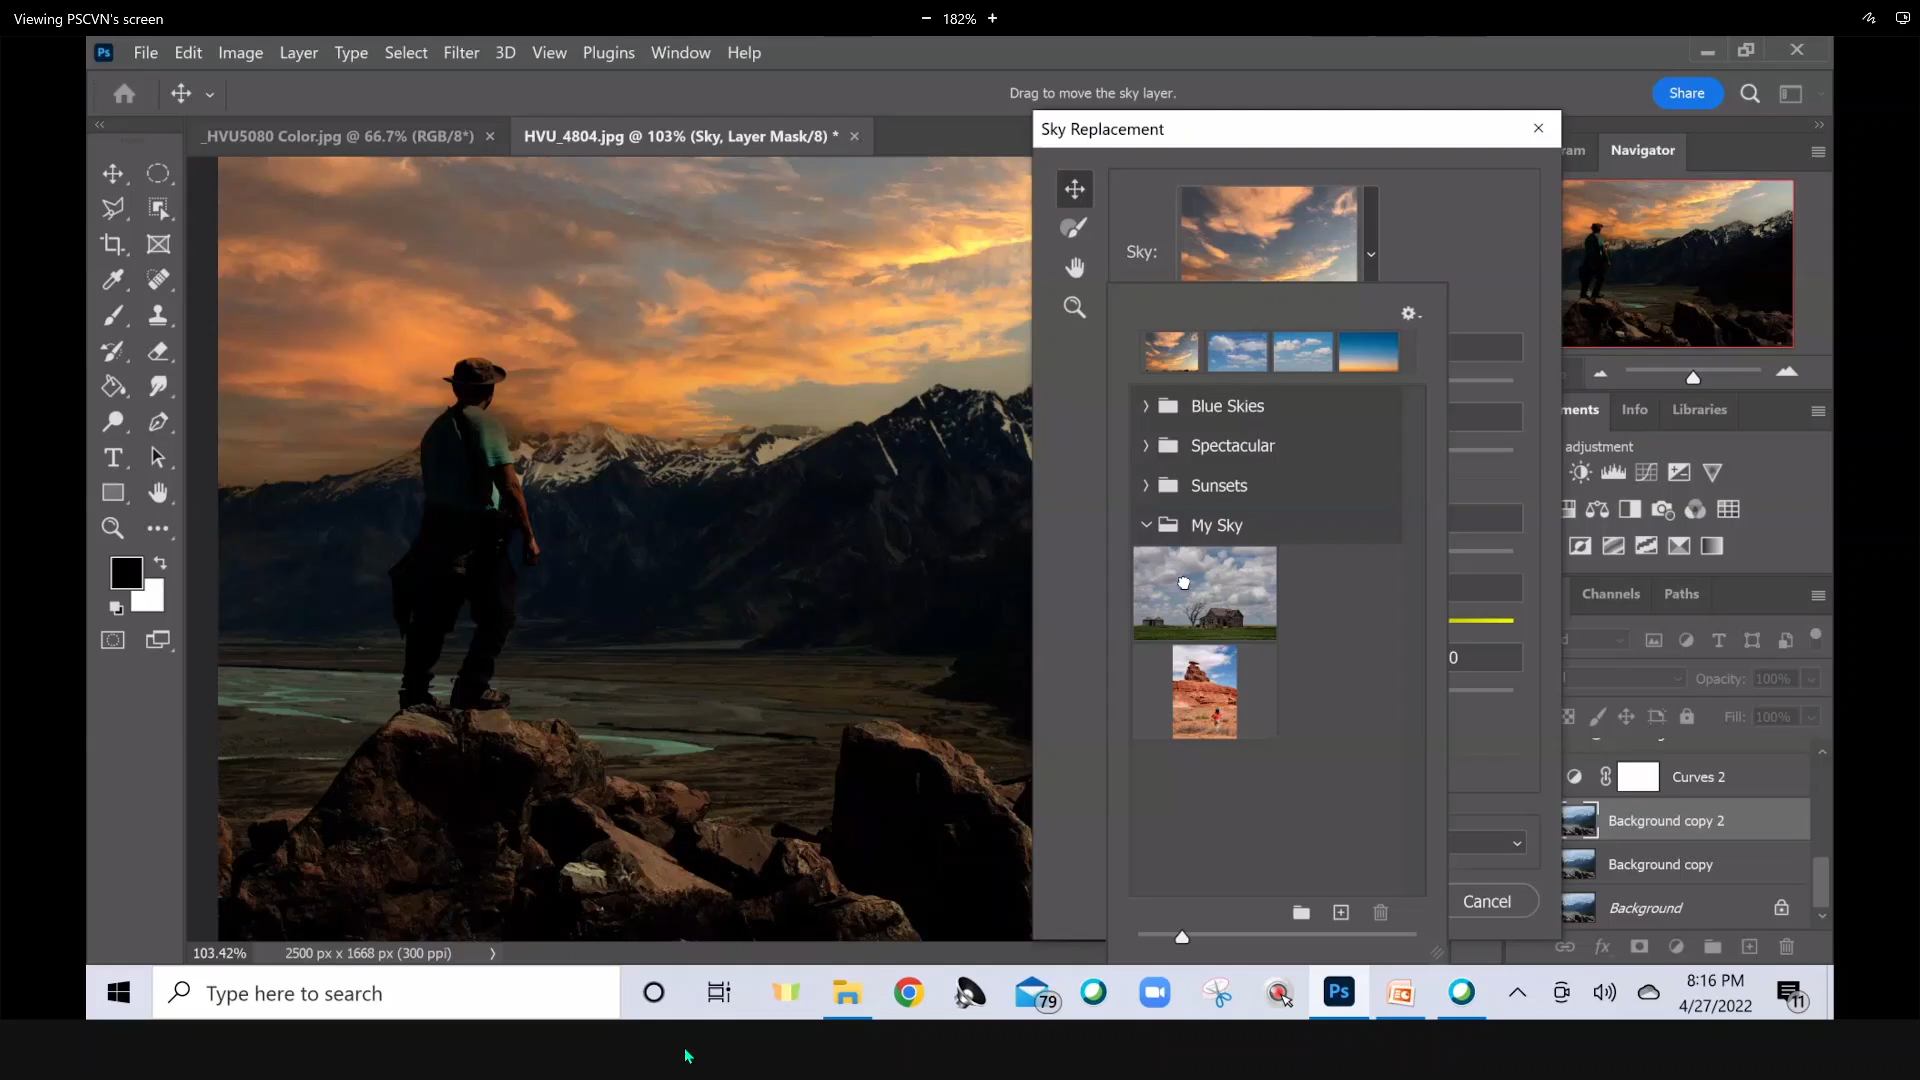 Viewing PSCVN's screen
− 182% +
Ps File Edit Image Layer Type Select Filter 3D View Plugins Window Help
Drag to move the sky layer.
Share
_HVU5080 Color.jpg @ 66.7% (RGB/8*) ×
HVU_4804.jpg @ 103% (Sky, Layer Mask/8) * ×
Sky Replacement
ram Navigator
Sky:
Blue Skies
Spectacular
Sunsets
My Sky
ments Info Libraries
adjustment
Channels Paths
0
Opacity: 100%
Fill: 100%
Curves 2
Background copy 2
Background copy
Background
Cancel
103.42% 2500 px x 1668 px (300 ppi)
Type here to search
79
Ps
8:16 PM
4/27/2022
11